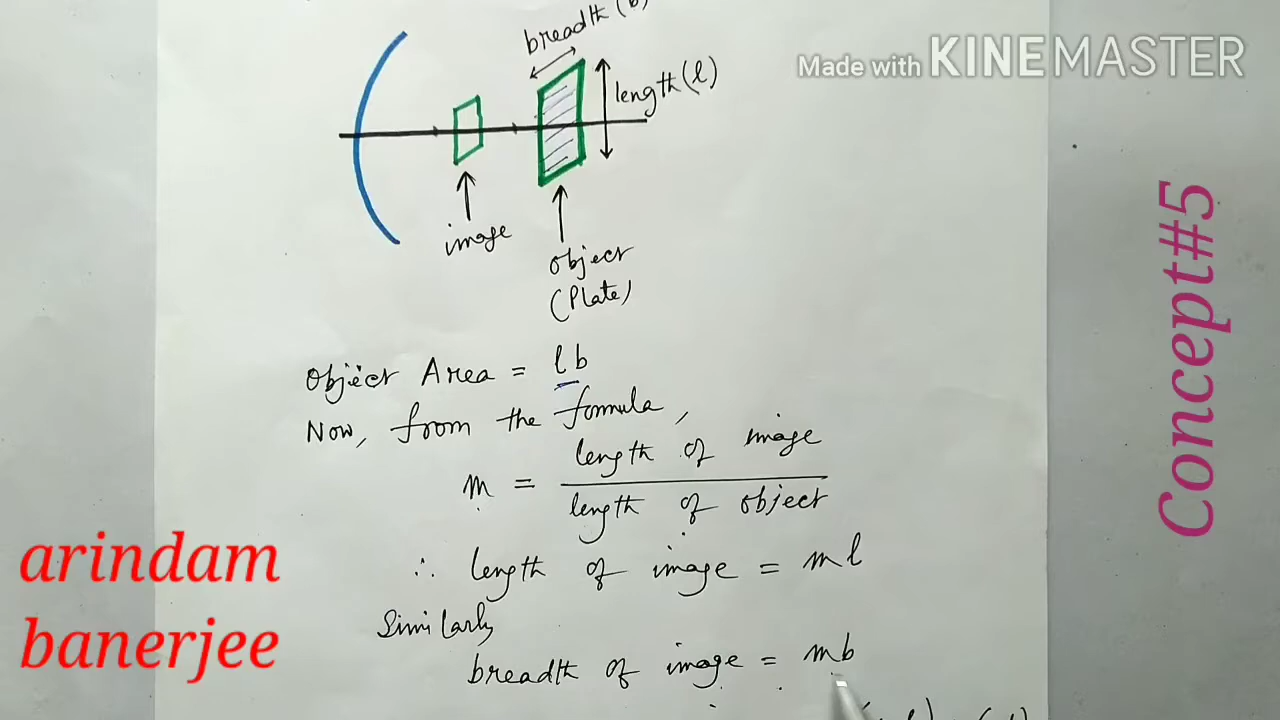 breadth (b)
Made with KINEMASTER
length (l)
image
object
(Plate)
Concept#5
Object Area = lb
Now, from the formula,
m = length of image
length of object
∴ length of image = ml
Similarly
breadth of image = mb
arindam
banerjee